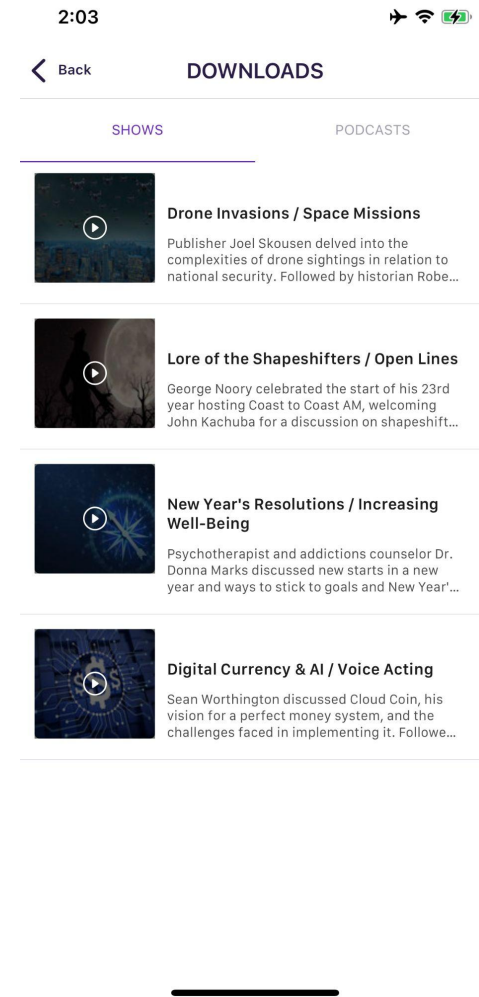 2:03
Back
DOWNLOADS
SHOWS
PODCASTS
Drone Invasions / Space Missions
Publisher Joel Skousen delved into the
complexities of drone sightings in relation to
national security. Followed by historian Robe...
Lore of the Shapeshifters / Open Lines
George Noory celebrated the start of his 23rd
year hosting Coast to Coast AM, welcoming
John Kachuba for a discussion on shapeshift...
New Year's Resolutions / Increasing
Well-Being
Psychotherapist and addictions counselor Dr.
Donna Marks discussed new starts in a new
year and ways to stick to goals and New Year'...
Digital Currency & AI / Voice Acting
Sean Worthington discussed Cloud Coin, his
vision for a perfect money system, and the
challenges faced in implementing it. Followe...